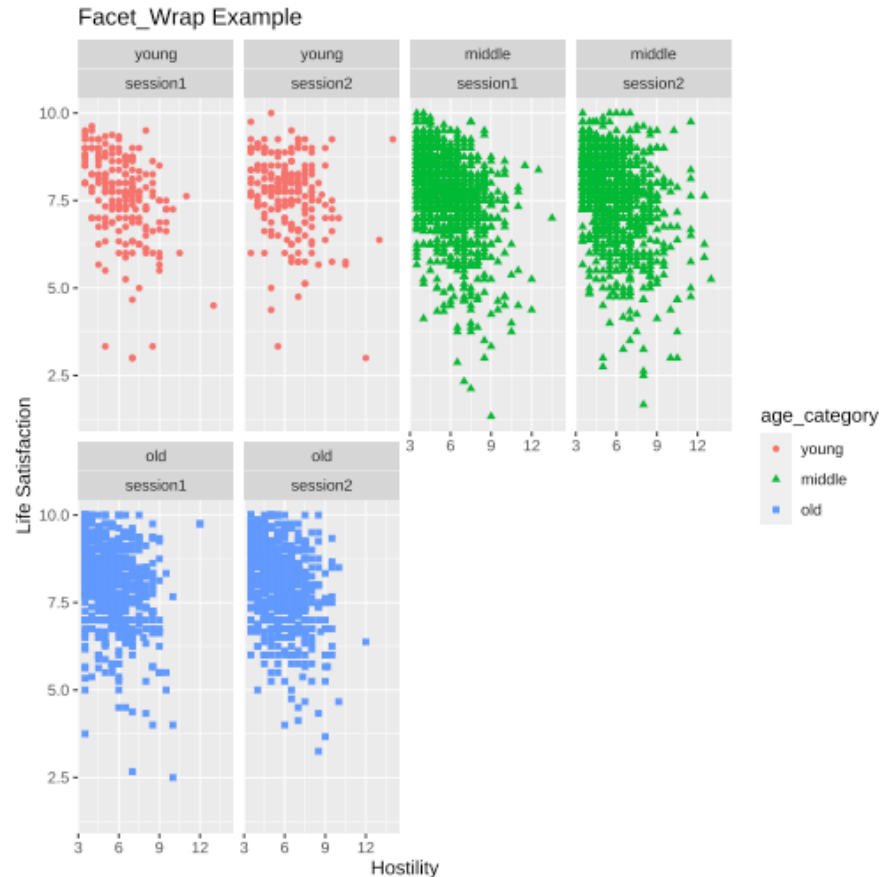 Facet_Wrap Example
young young middle middle
session1 session2 session1 session2
10.0
7.5
5.0
2.5
3 6 9 12 3 6 9 12
old old
session1 session2
10.0
7.5
5.0
2.5
3 6 9 12 3 6 9 12
Hostility
Life Satisfaction
age_category
young
middle
old